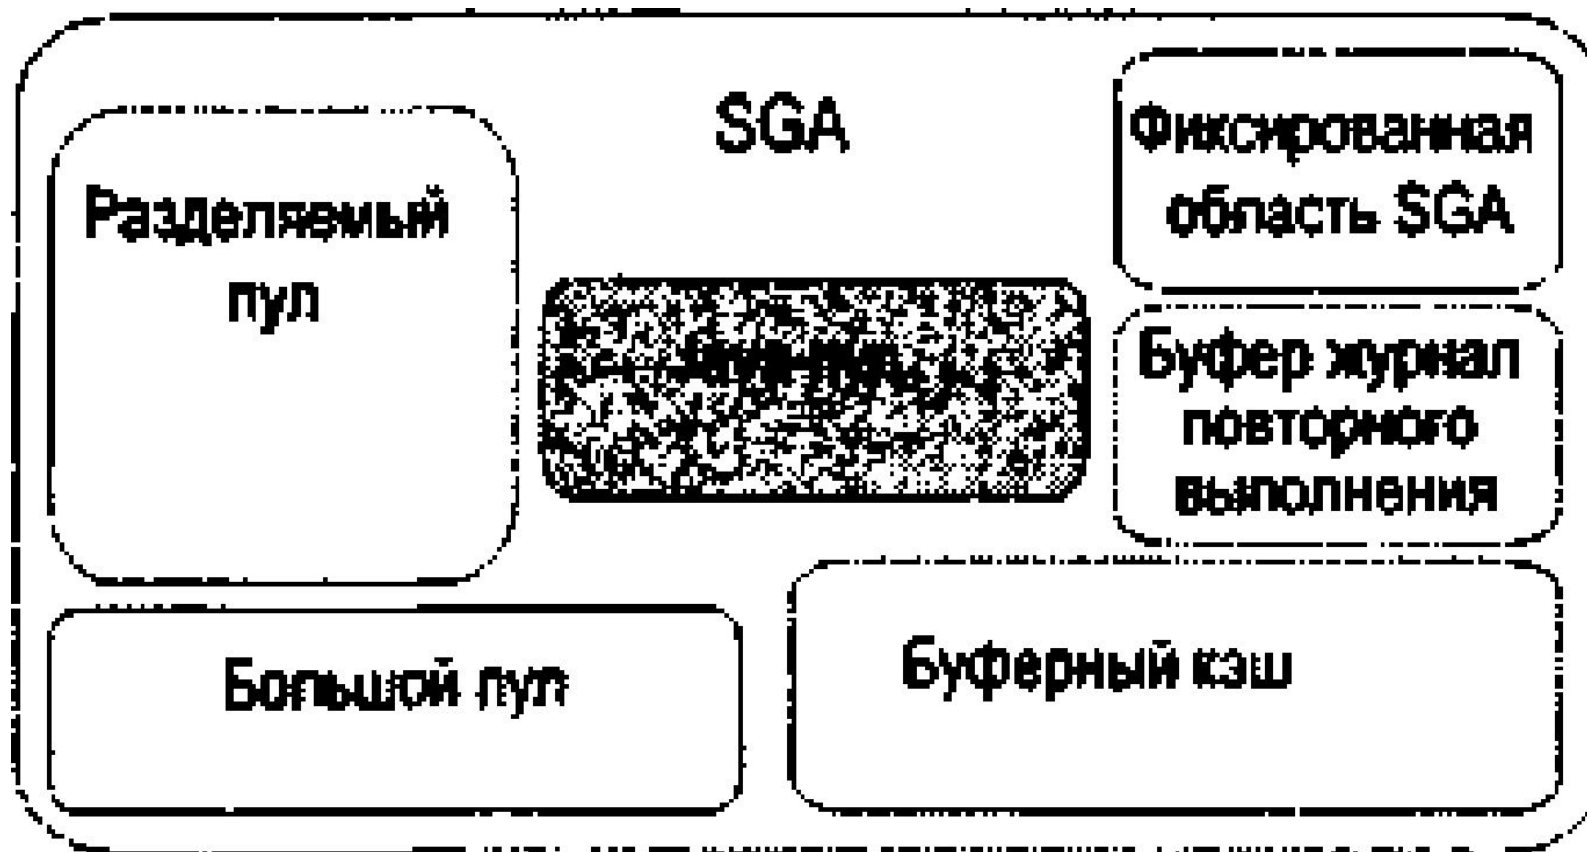 SGA
Разделяемый
пул
Фиксированная
область SGA
Буфер журнал
повторного
выполнения
Большой пул
Буферный кэш